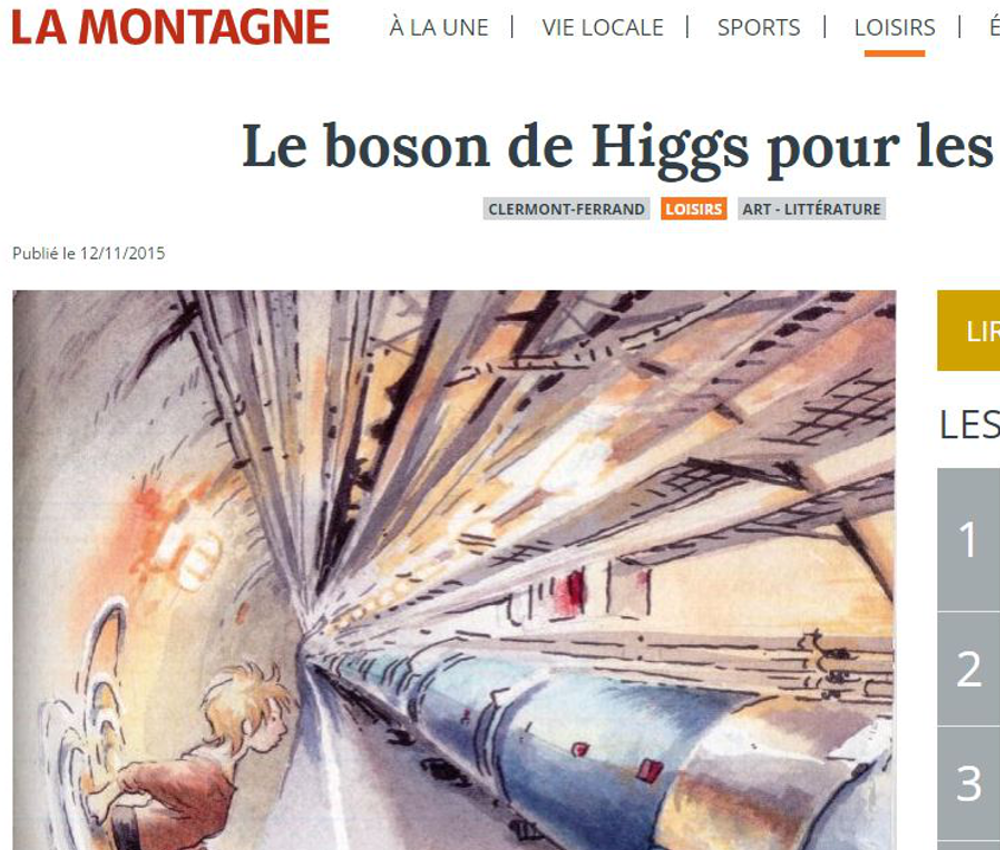 LA MONTAGNE
À LA UNE | VIE LOCALE | SPORTS | LOISIRS | É
Le boson de Higgs pour les
CLERMONT-FERRAND LOISIRS ART - LITTÉRATURE
Publié le 12/11/2015
LIR
LES
1
2
3